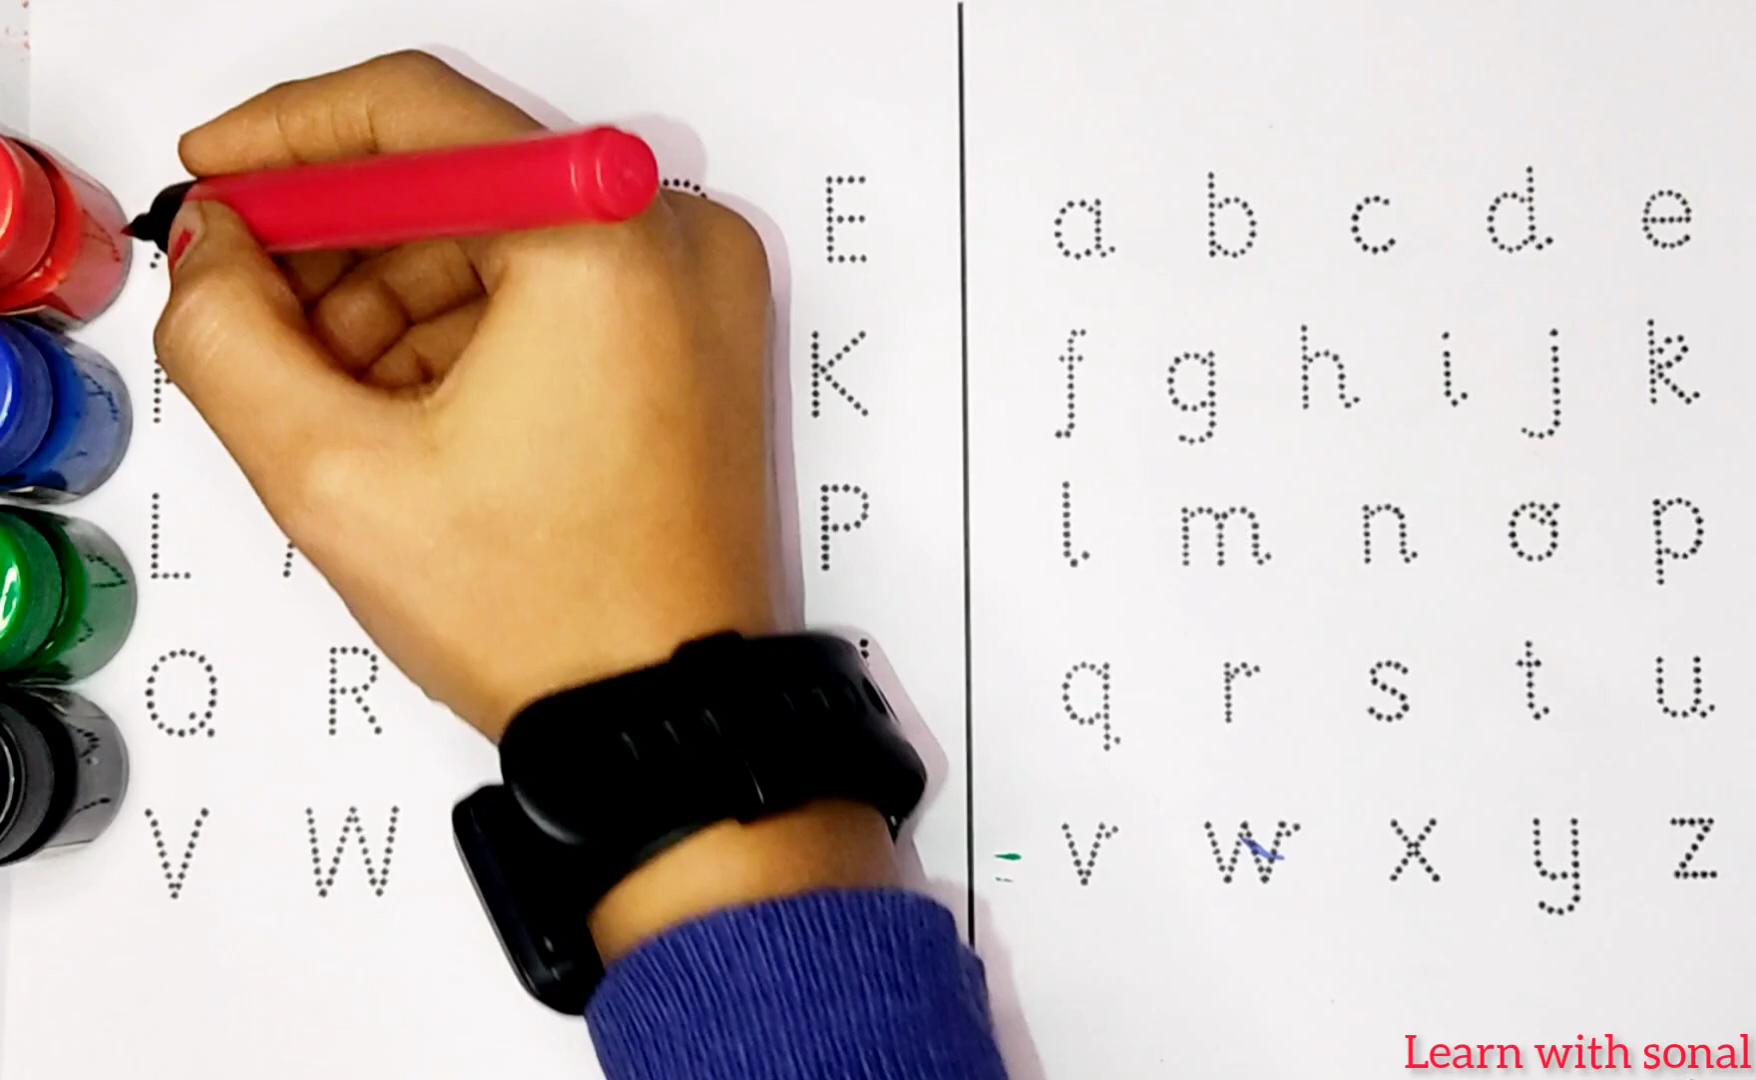 E a b c d e
K f g h i j k
L P l m n o p
Q R q r s t u
V W v w x y z
Learn with sonal